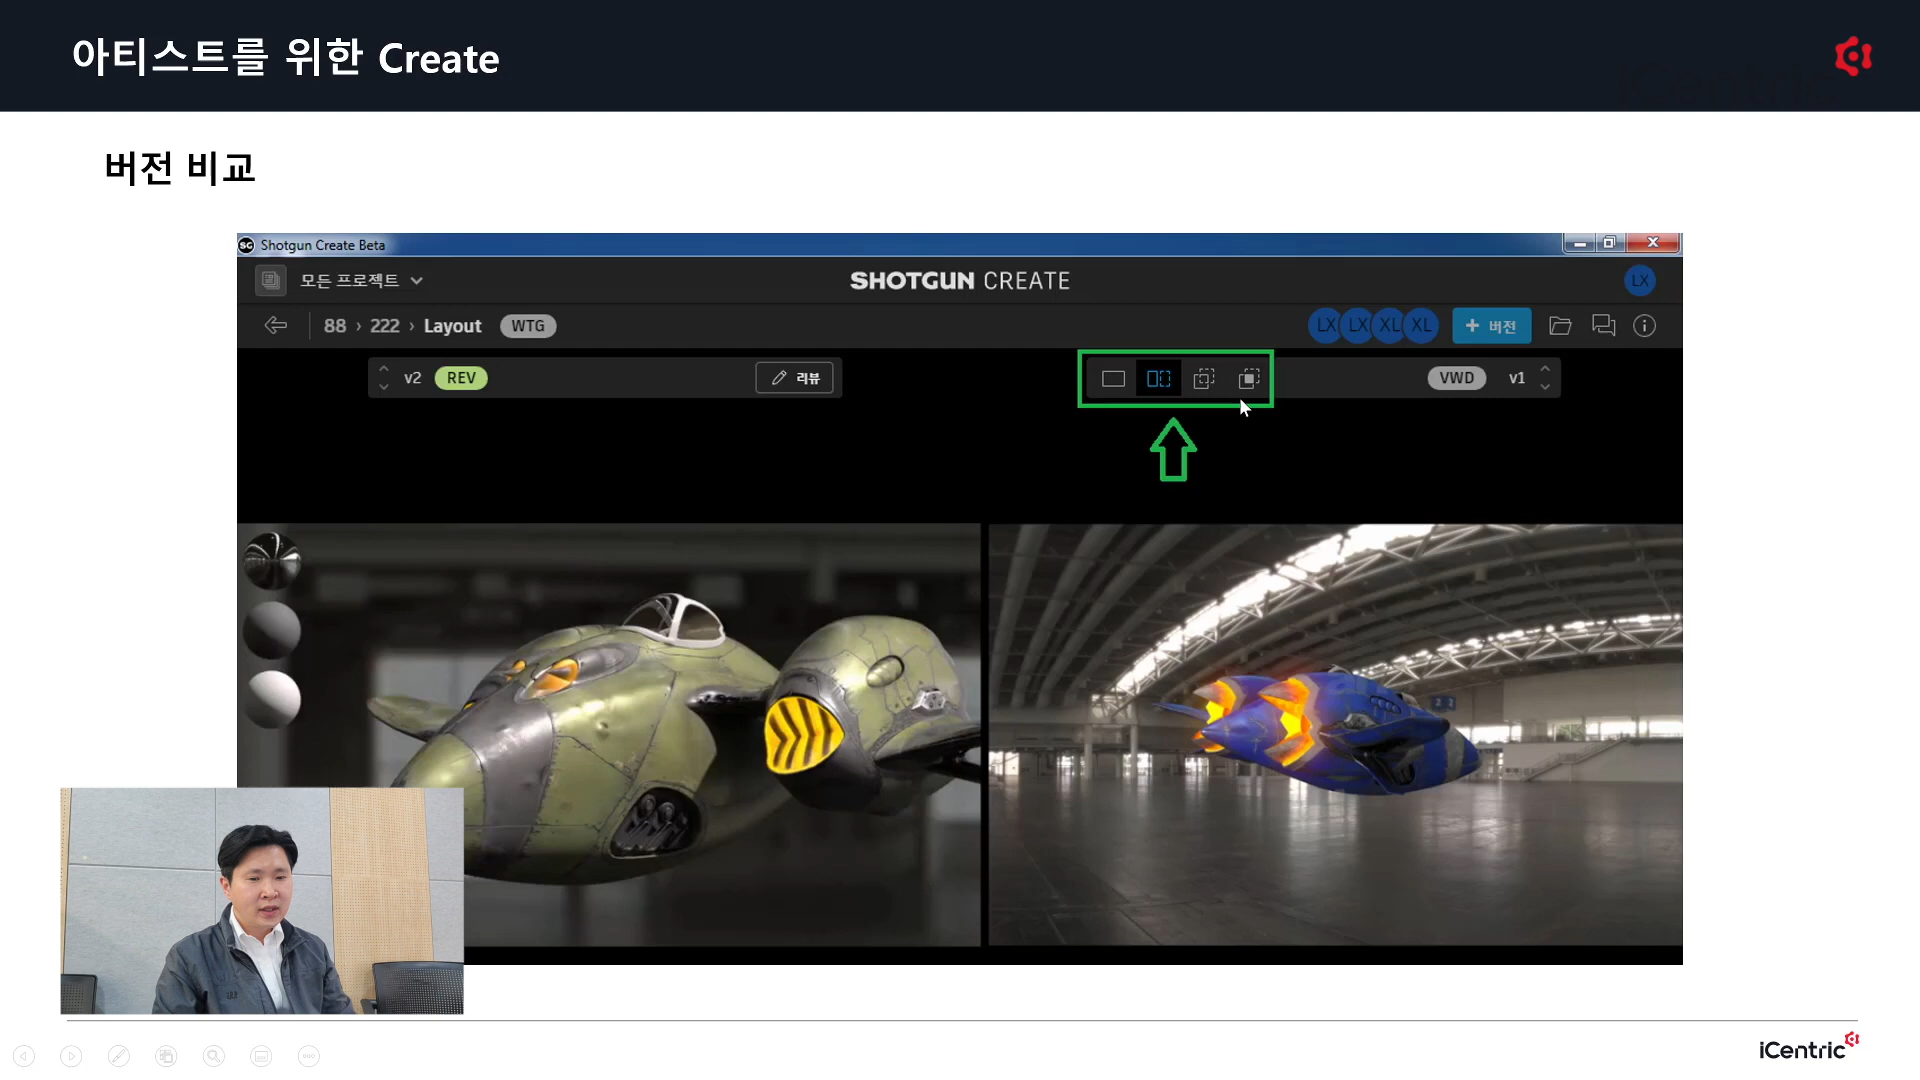 아티스트를 위한 Create
버전 비교
SG Shotgun Create Beta
모든 프로젝트
SHOTGUN CREATE
LX
88 › 222 › Layout WTG
LX LX XL XL
+ 버전
v2 REV
리뷰
VWD v1
iCentric